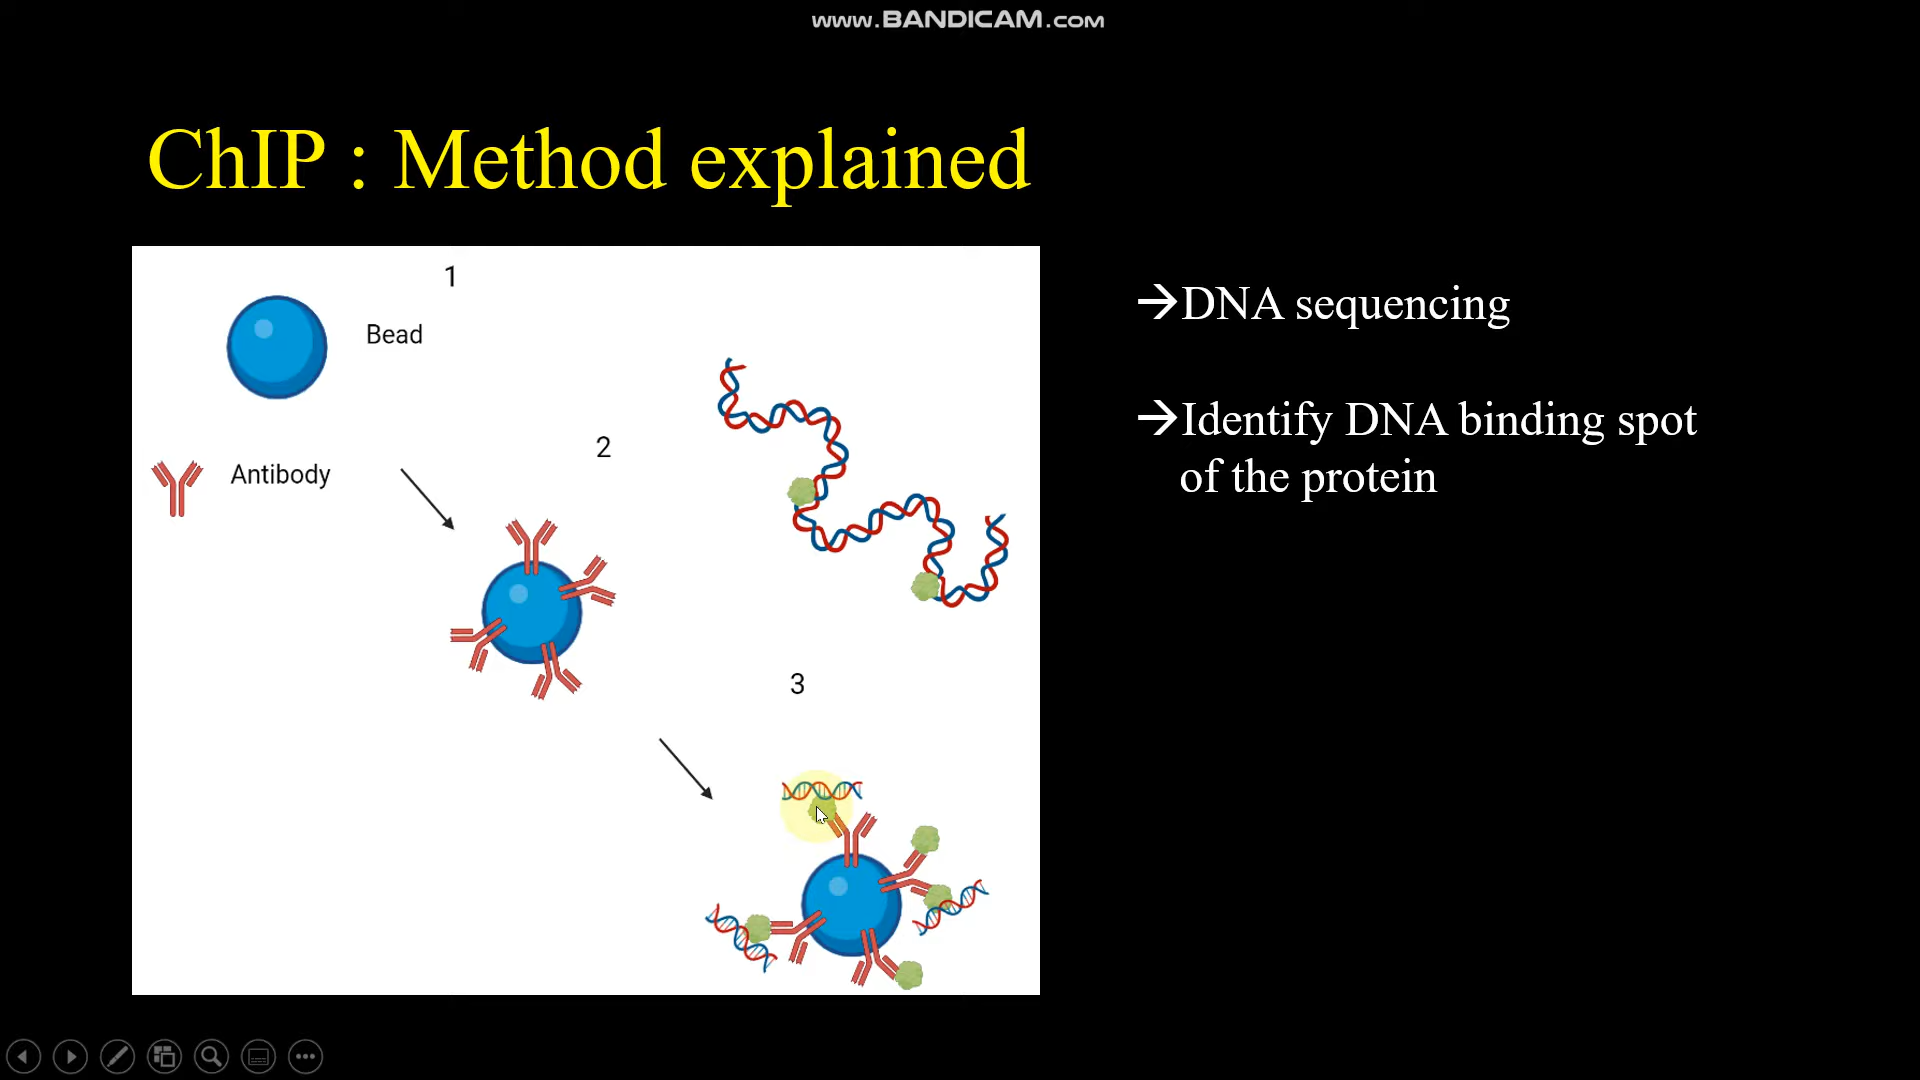 www.BANDICAM.com
ChIP : Method explained
1
Bead
2
Antibody
3
→DNA sequencing
→Identify DNA binding spot
of the protein